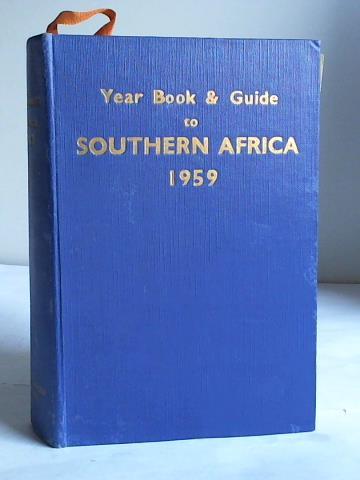 Year Book & Guide
to
SOUTHERN AFRICA
1959